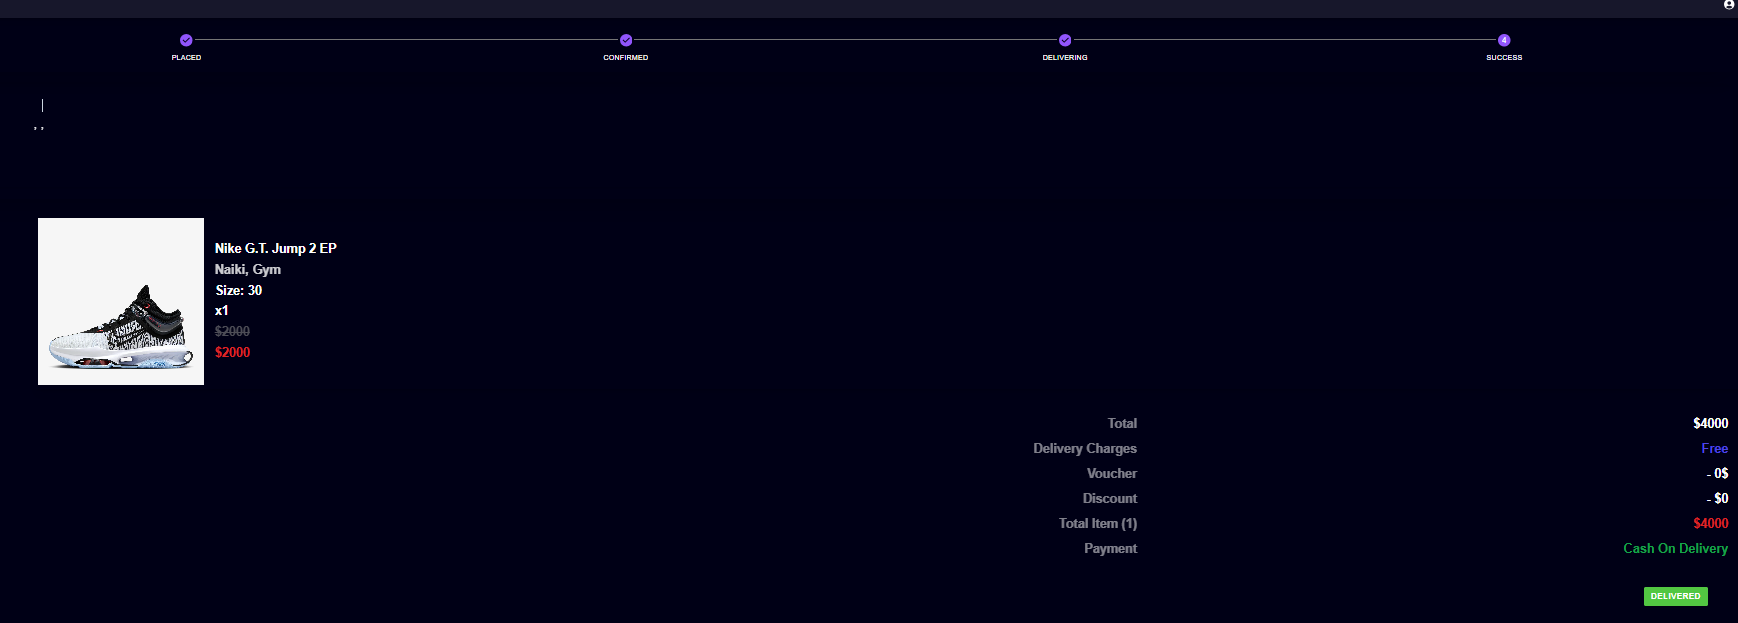 PLACED
CONFIRMED
DELIVERING
4
SUCCESS
|
, ,
Nike G.T. Jump 2 EP
Naiki, Gym
Size: 30
x1
$2000
$2000
Total $4000
Delivery Charges Free
Voucher - 0$
Discount - $0
Total Item (1) $4000
Payment Cash On Delivery
DELIVERED